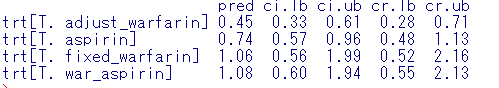 pred ci.lb ci.ub cr.lb cr.ub
trt[T. adjust_warfarin] 0.45 0.33 0.61 0.28 0.71
trt[T. aspirin] 0.74 0.57 0.96 0.48 1.13
trt[T. fixed_warfarin] 1.06 0.56 1.99 0.52 2.16
trt[T. war_aspirin] 1.08 0.60 1.94 0.55 2.13